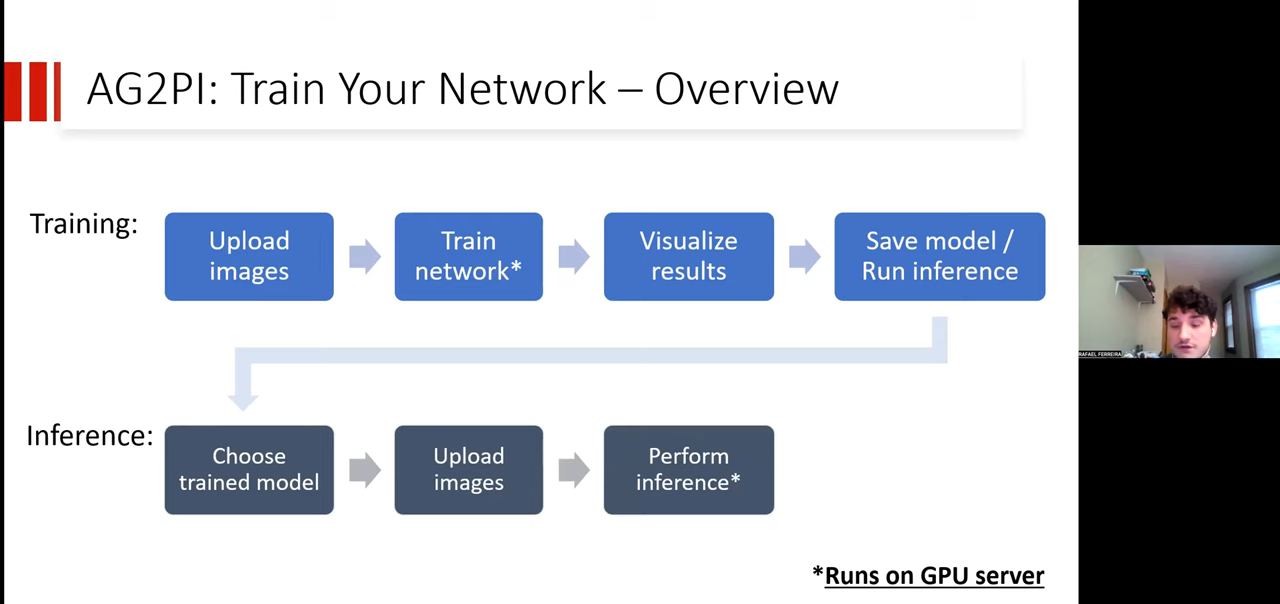 AG2PI: Train Your Network – Overview
Training:
Upload
images
Train
network*
Visualize
results
Save model /
Run inference
Inference:
Choose
trained model
Upload
images
Perform
inference*
*Runs on GPU server
RAFAEL FERREIRA